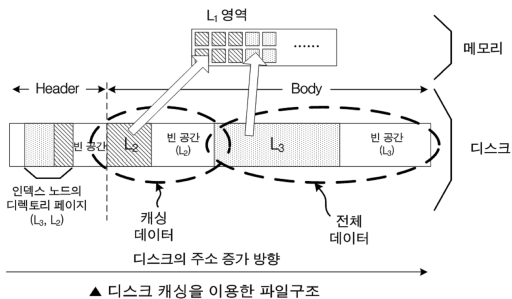 L₁ 영역
......
메모리
Header
Body
빈 공간
L₂
빈 공간
(L₂)
L₃
빈 공간
(L₃)
디스크
인덱스 노드의
디렉토리 페이지
(L₃, L₂)
캐싱
데이터
전체
데이터
디스크의 주소 증가 방향
▲ 디스크 캐싱을 이용한 파일구조